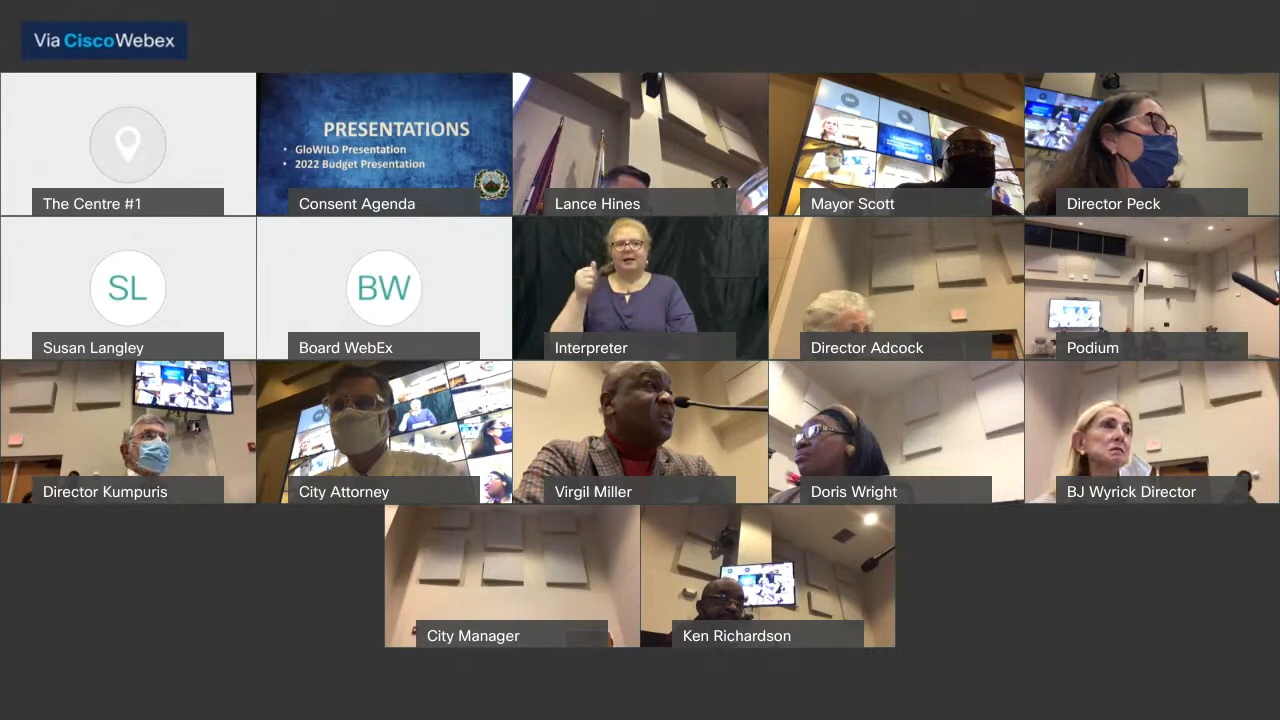 Via CiscoWebex
The Centre #1
PRESENTATIONS
• GloWILD Presentation
• 2022 Budget Presentation
Consent Agenda
Lance Hines
BW
Mayor Scott
Director Peck
SL
Susan Langley
BW
Board WebEx
Interpreter
Director Adcock
Podium
Director Kumpuris
City Attorney
Virgil Miller
Doris Wright
BJ Wyrick Director
City Manager
Ken Richardson